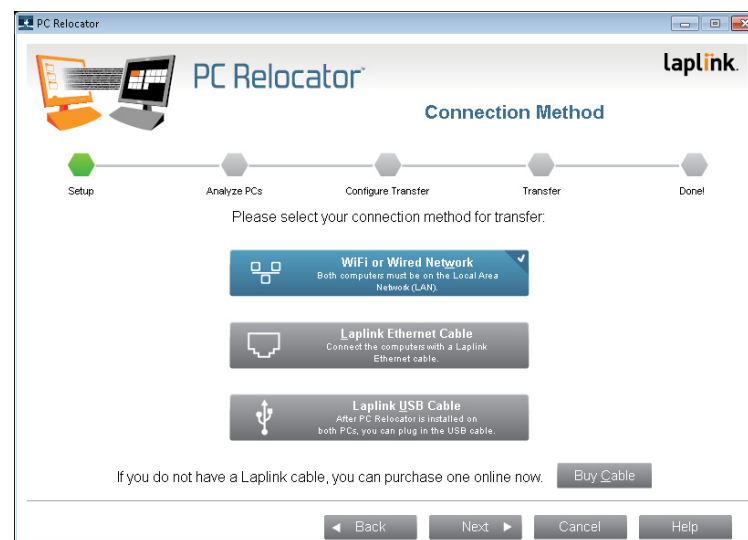 PC Relocator
PC Relocator™
laplink.
Connection Method
Setup
Analyze PCs
Configure Transfer
Transfer
Done!
Please select your connection method for transfer:
WiFi or Wired Network
Both computers must be on the Local Area
Network (LAN).
Laplink Ethernet Cable
Connect the computers with a Laplink
Ethernet cable.
Laplink USB Cable
After PC Relocator is installed on
both PCs, you can plug in the USB cable.
If you do not have a Laplink cable, you can purchase one online now.
Buy Cable
Back
Next
Cancel
Help